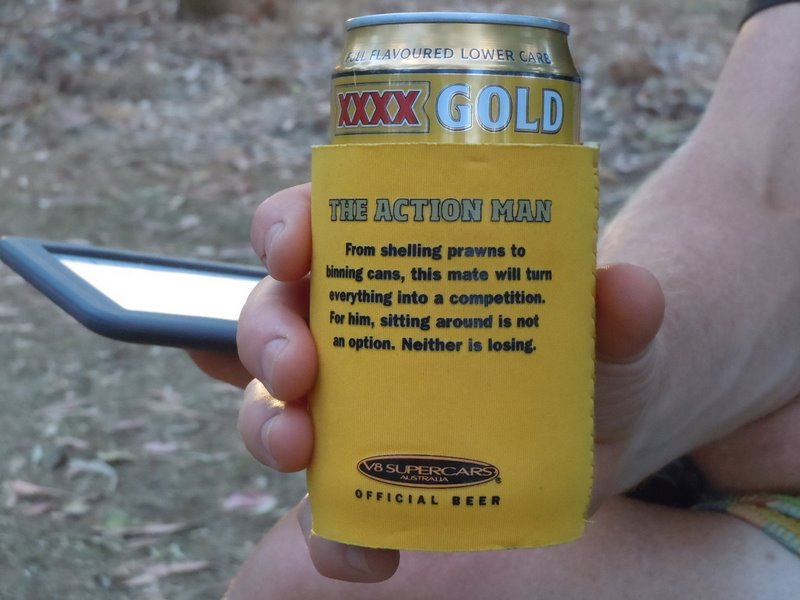 FULL FLAVOURED LOWER CARB
XXXX GOLD
THE ACTION MAN
From shelling prawns to
binning cans, this mate will turn
everything into a competition.
For him, sitting around is not
an option. Neither is losing.
V8 SUPERCARS
AUSTRALIA
OFFICIAL BEER